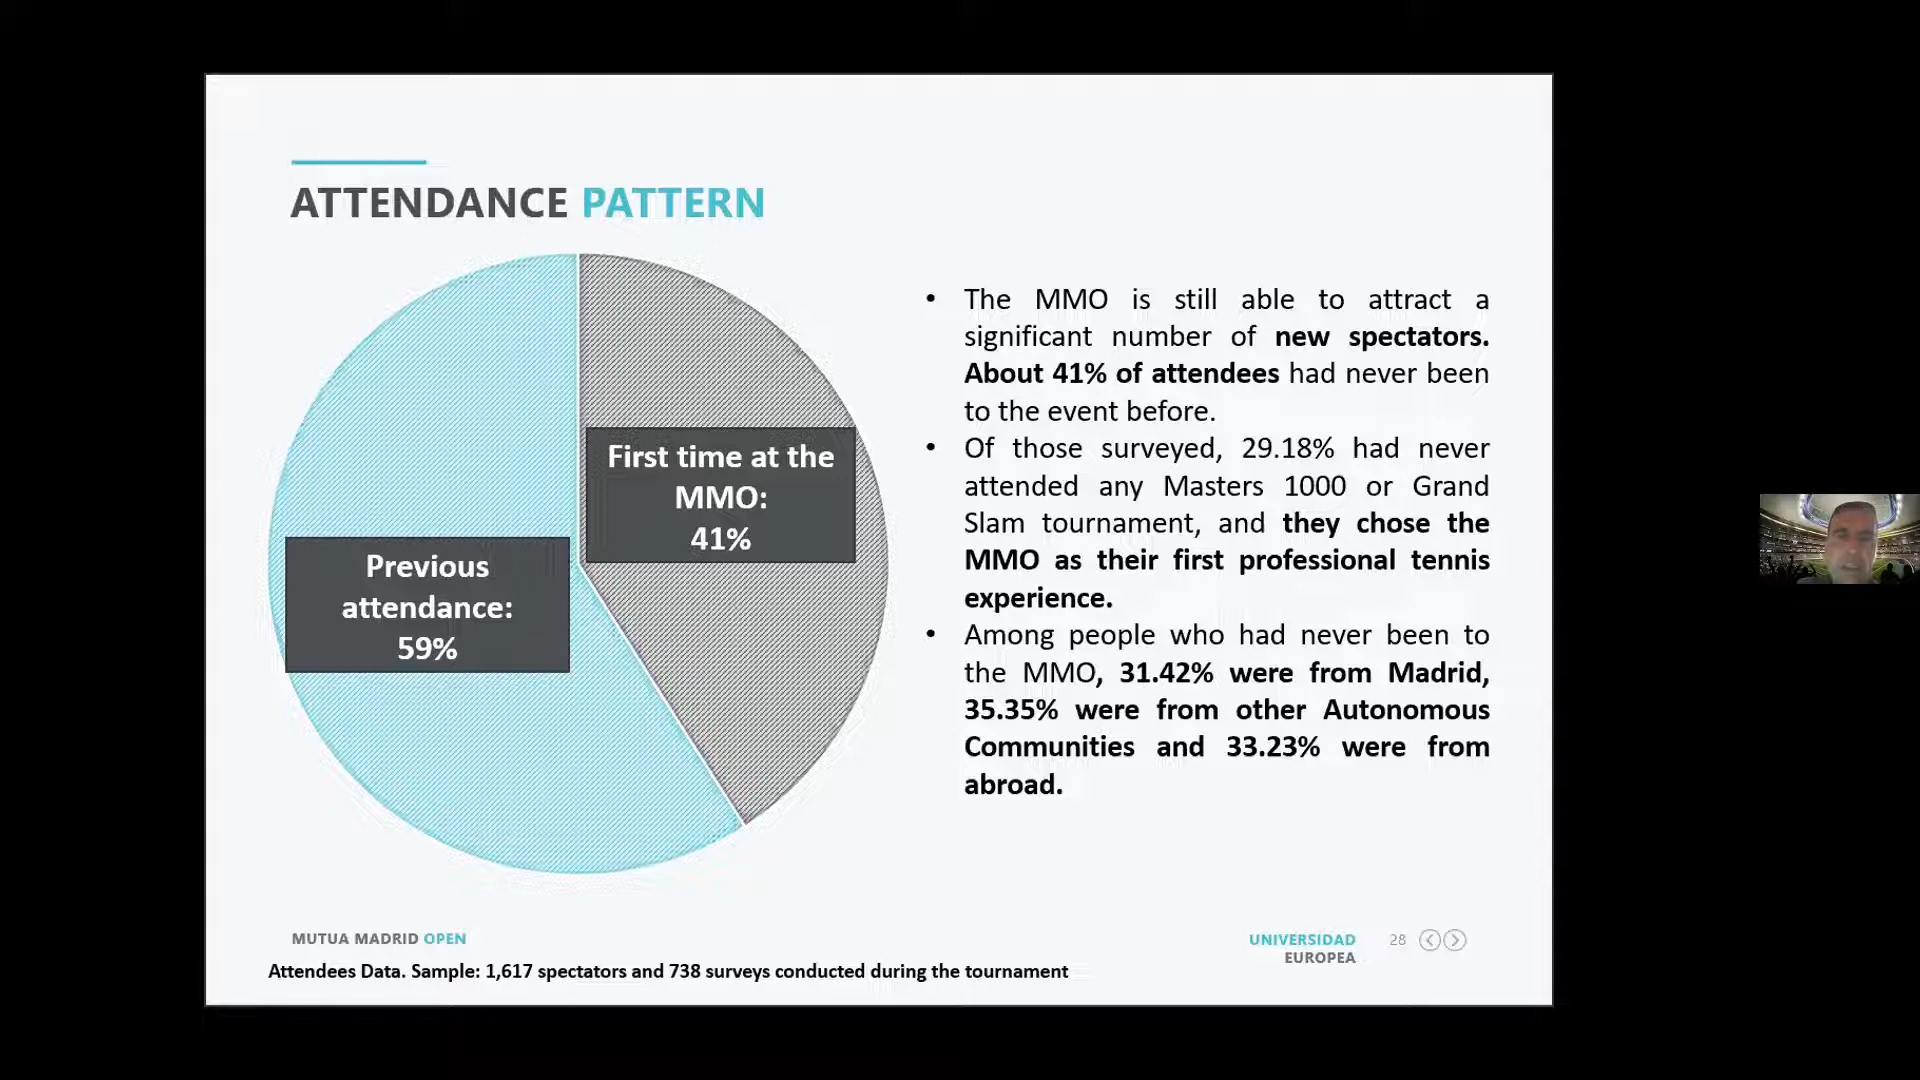 ATTENDANCE PATTERN
First time at the
MMO:
41%
Previous
attendance:
59%
• The MMO is still able to attract a
significant number of new spectators.
About 41% of attendees had never been
to the event before.
• Of those surveyed, 29.18% had never
attended any Masters 1000 or Grand
Slam tournament, and they chose the
MMO as their first professional tennis
experience.
• Among people who had never been to
the MMO, 31.42% were from Madrid,
35.35% were from other Autonomous
Communities and 33.23% were from
abroad.
MUTUA MADRID OPEN
UNIVERSIDAD
EUROPEA
28
Attendees Data. Sample: 1,617 spectators and 738 surveys conducted during the tournament